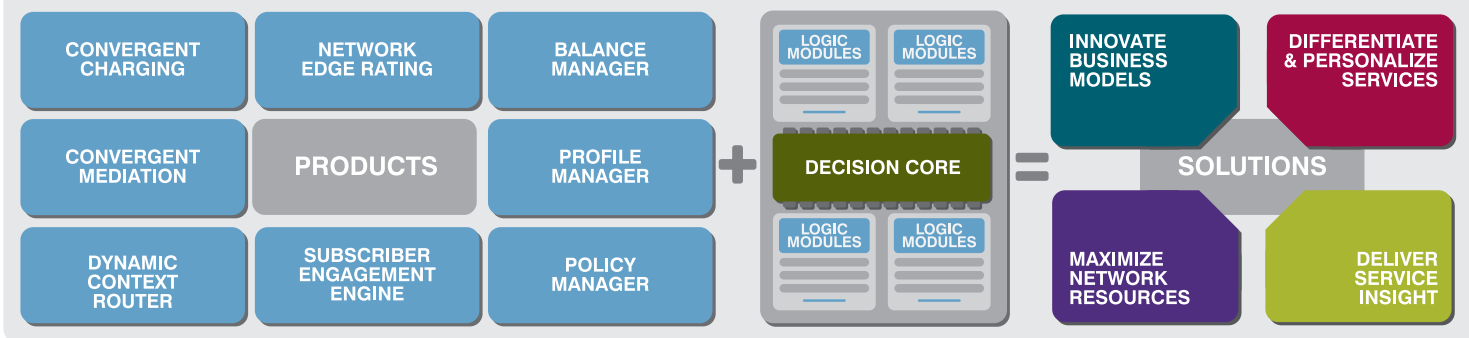 CONVERGENT
CHARGING
NETWORK
EDGE RATING
BALANCE
MANAGER
CONVERGENT
MEDIATION
PRODUCTS
PROFILE
MANAGER
DYNAMIC
CONTEXT
ROUTER
SUBSCRIBER
ENGAGEMENT
ENGINE
POLICY
MANAGER
+
LOGIC
MODULES
LOGIC
MODULES
DECISION CORE
LOGIC
MODULES
LOGIC
MODULES
=
INNOVATE
BUSINESS
MODELS
DIFFERENTIATE
& PERSONALIZE
SERVICES
SOLUTIONS
MAXIMIZE
NETWORK
RESOURCES
DELIVER
SERVICE
INSIGHT